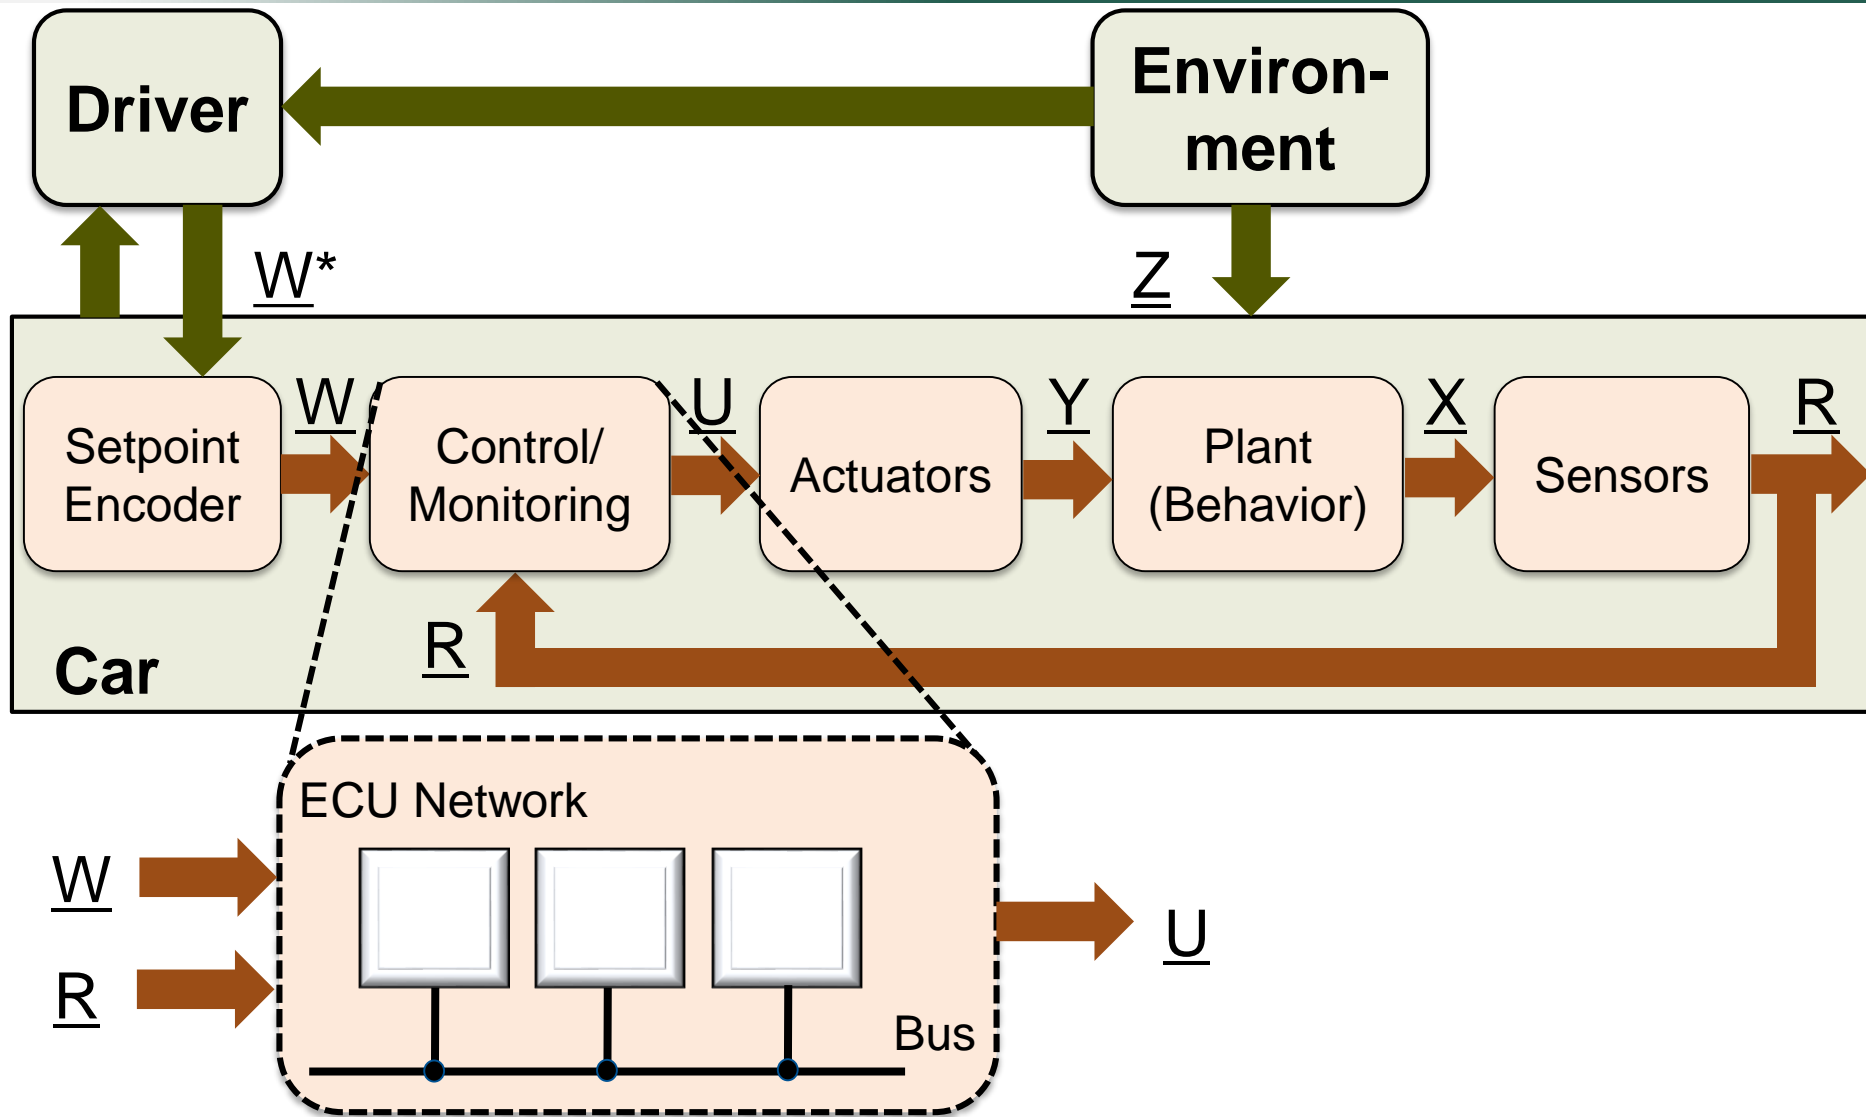 Driver
Environ-
ment
W*
Z
W
U
Y
X
R
Setpoint
Encoder
Control/
Monitoring
Actuators
Plant
(Behavior)
Sensors
R
Car
ECU Network
W
R
U
Bus